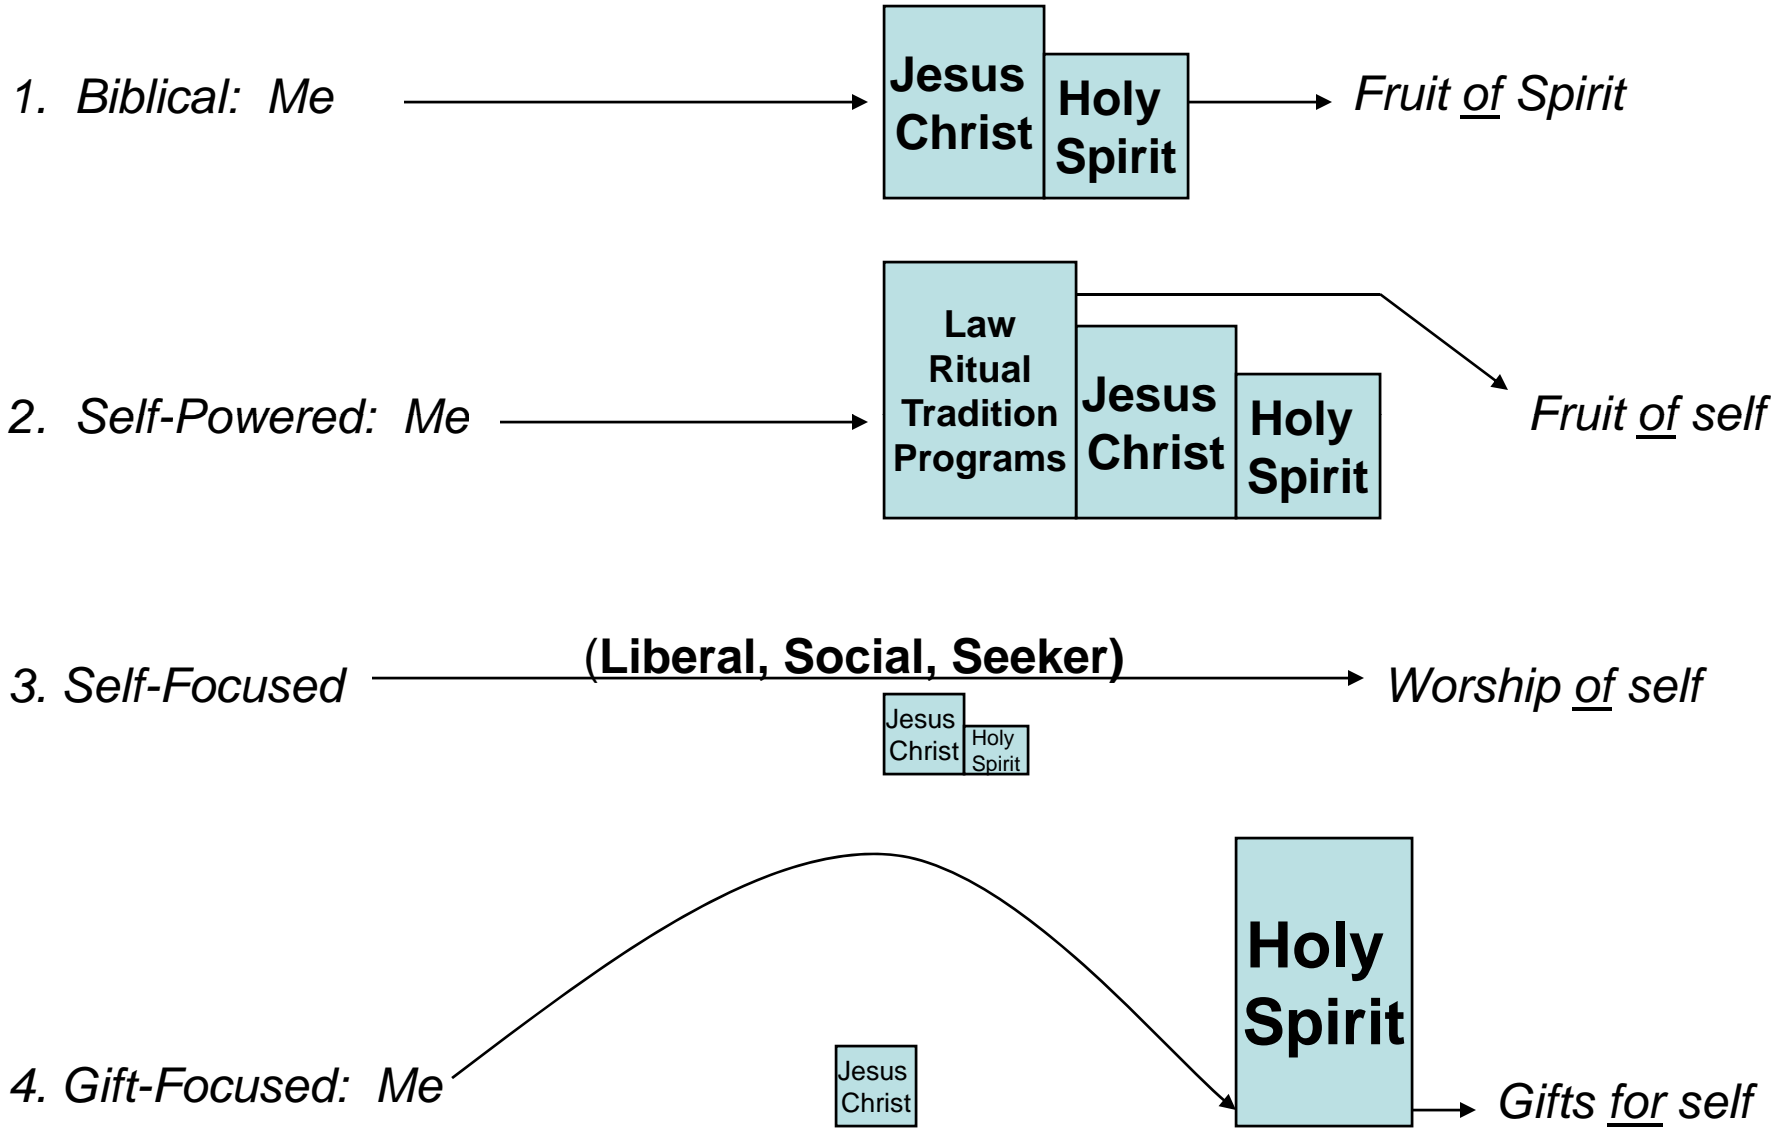 1. Biblical: Me
Jesus
Christ
Holy
Spirit
Fruit of Spirit
2. Self-Powered: Me
Law
Ritual
Tradition
Programs
Jesus
Christ
Holy
Spirit
Fruit of self
3. Self-Focused
(Liberal, Social, Seeker)
Jesus
Christ
Holy
Spirit
Worship of self
4. Gift-Focused: Me
Jesus
Christ
Holy
Spirit
Gifts for self